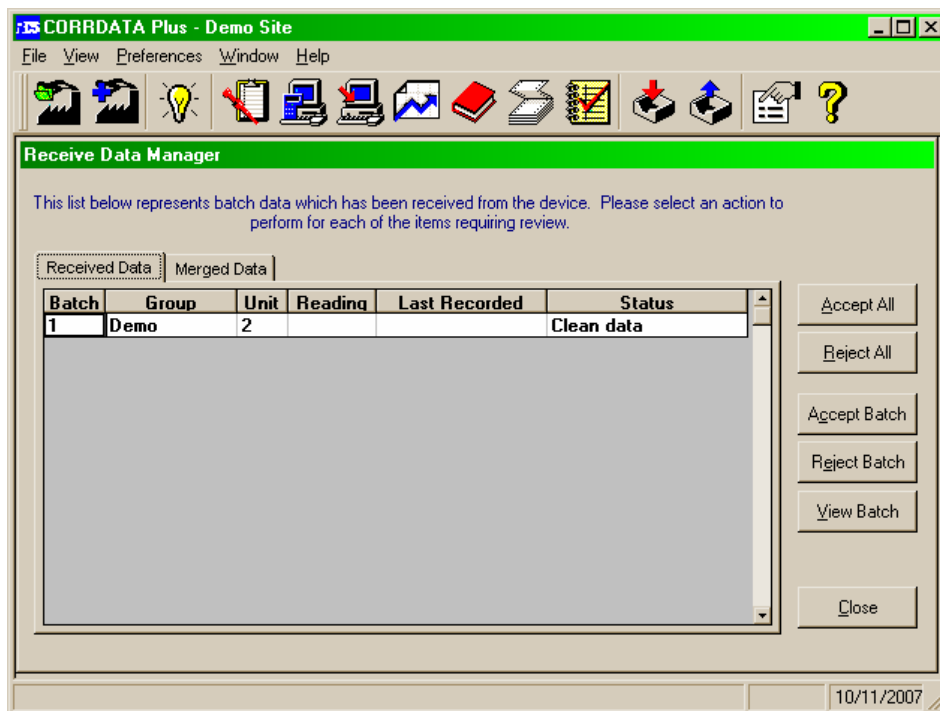 CORRDATA Plus - Demo Site
File View Preferences Window Help
Receive Data Manager
This list below represents batch data which has been received from the device. Please select an action to
perform for each of the items requiring review.
Received Data Merged Data
Batch Group Unit Reading Last Recorded Status
1 Demo 2 Clean data
Accept All
Reject All
Accept Batch
Reject Batch
View Batch
Close
10/11/2007